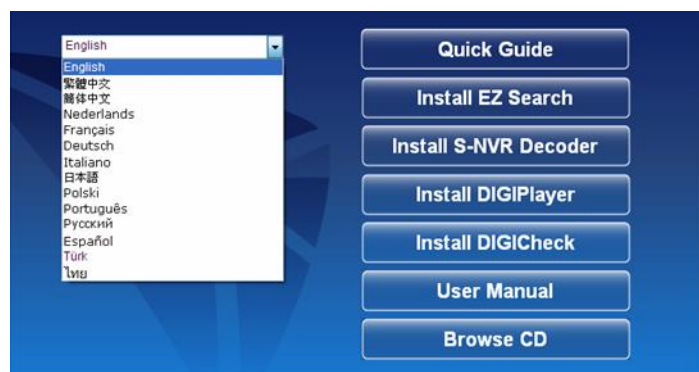 English
English
繁體中文
簡体中文
Nederlands
Français
Deutsch
Italiano
日本語
Polski
Português
Русский
Español
Türk
ไทย
Quick Guide
Install EZ Search
Install S-NVR Decoder
Install DIGIPlayer
Install DIGICheck
User Manual
Browse CD